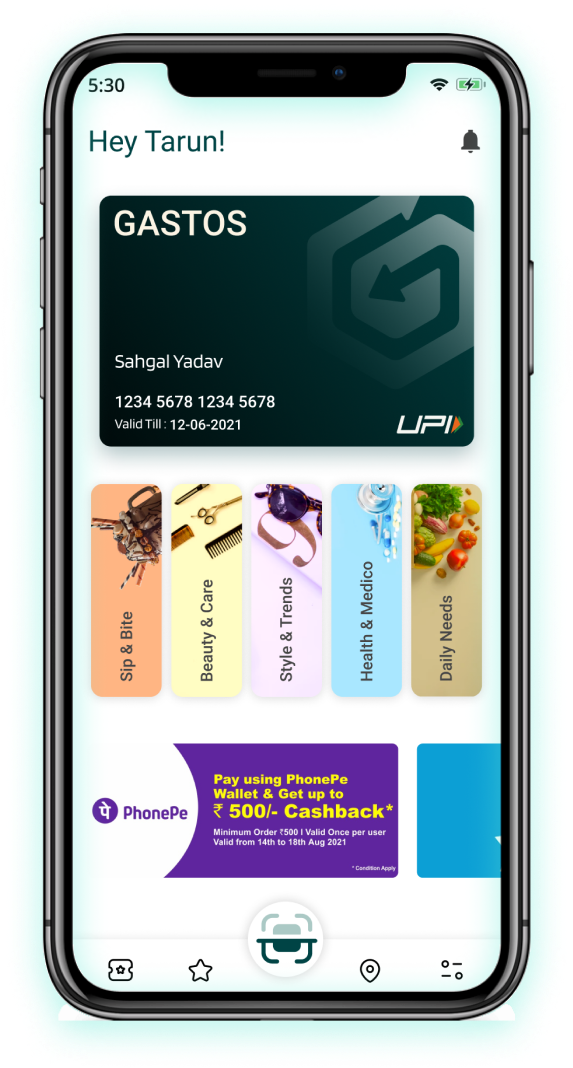 5:30
Hey Tarun!
GASTOS
Sahgal Yadav
1234 5678 1234 5678
Valid Till : 12-06-2021
UPI
Sip & Bite
Beauty & Care
Style & Trends
Health & Medico
Daily Needs
पे PhonePe
Pay using PhonePe
Wallet & Get up to
₹ 500/- Cashback*
Minimum Order ₹500 I Valid Once per user
Valid from 14th to 18th Aug 2021
* Condition Apply